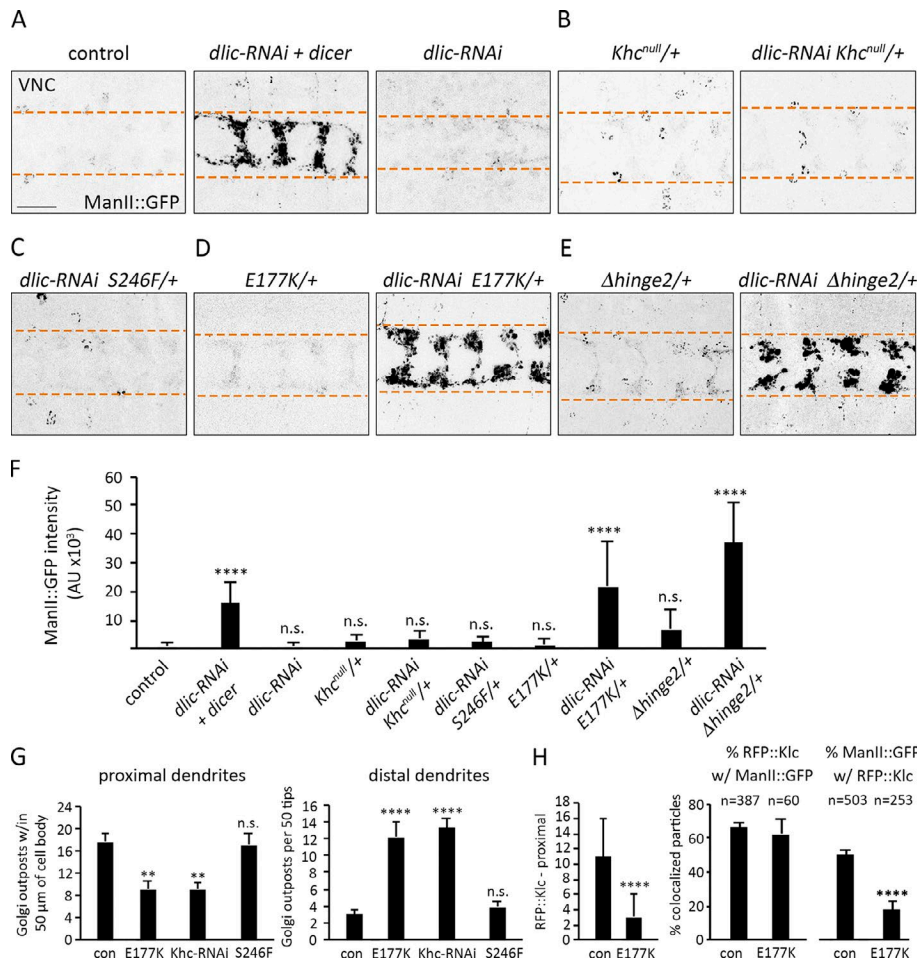 A
B
control
dlic-RNAi + dicer
dlic-RNAi
Khcⁿᵘˡˡ/+
dlic-RNAi Khcⁿᵘˡˡ/+
VNC
ManII::GFP
C
D
E
dlic-RNAi S246F/+
E177K/+
dlic-RNAi E177K/+
Δhinge2/+
dlic-RNAi Δhinge2/+
F
ManII::GFP intensity
(AU x10³)
60
50
40
30
20
10
****
n.s.
n.s.
n.s.
n.s.
n.s.
****
n.s.
****
control
dlic-RNAi
+ dicer
dlic-RNAi
Khcⁿᵘˡˡ/+
dlic-RNAi
Khcⁿᵘˡˡ/+
dlic-RNAi
S246F/+
E177K/+
dlic-RNAi
E177K/+
Δhinge2/+
dlic-RNAi
Δhinge2/+
G
proximal dendrites
Golgi outposts w/in
50 µm of cell body
24
20
16
12
8
4
0
**
**
n.s.
con E177K Khc-RNAi S246F
distal dendrites
Golgi outposts per 50 tips
16
14
12
10
8
6
4
2
0
****
****
n.s.
con E177K Khc-RNAi S246F
H
RFP::Klc - proximal
18
16
14
12
10
8
6
4
2
0
****
con E177K
% RFP::Klc
w/ ManII::GFP
n=387 n=60
% ManII::GFP
w/ RFP::Klc
n=503 n=253
% colocalized particles
90
80
70
60
50
40
30
20
10
0
****
con E177K
con E177K